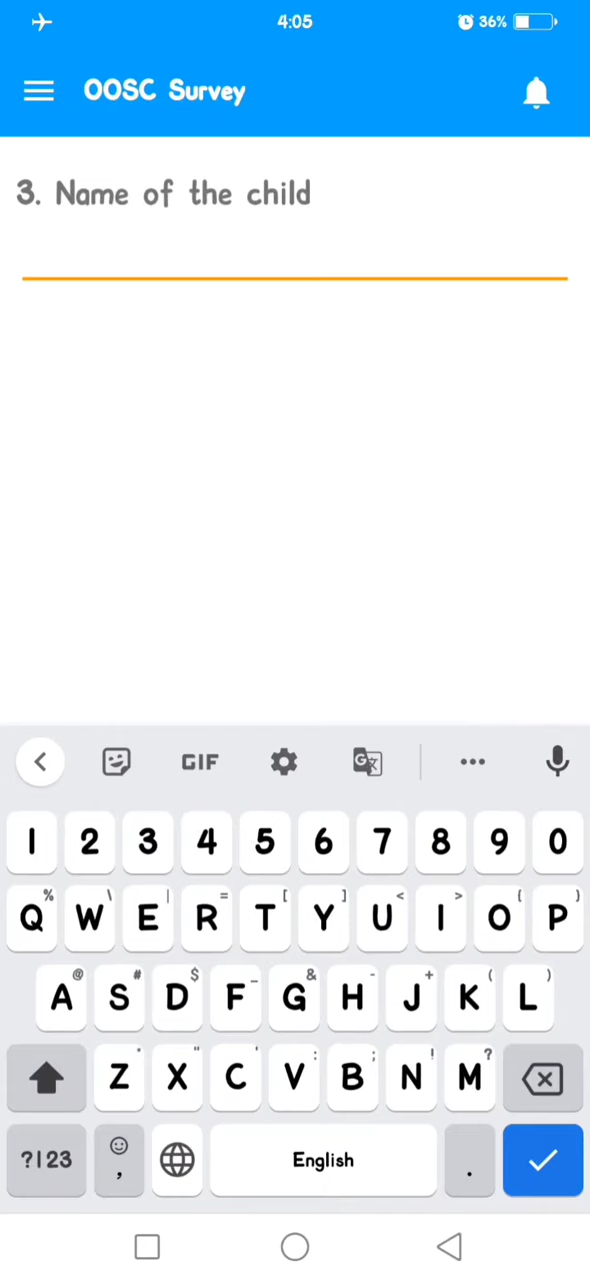 4:05 36%
OOSC Survey
3. Name of the child
GIF
1 2 3 4 5 6 7 8 9 0
% \ | = [ ] < > { }
Q W E R T Y U I O P
@ # $ _ & - + ( )
A S D F G H J K L
* " ' : ; ! ?
Z X C V B N M
?123 , English .